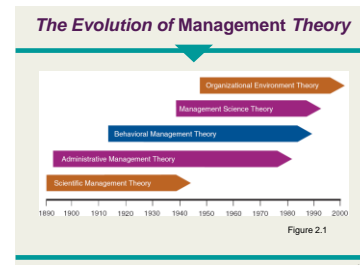 The Evolution of Management Theory
Organizational Environment Theory
Management Science Theory
Behavioral Management Theory
Administrative Management Theory
Scientific Management Theory
1890 1900 1910 1920 1930 1940 1950 1960 1970 1980 1990 2000
Figure 2.1